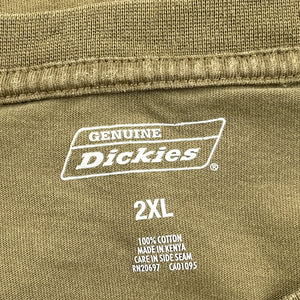 GENUINE
Dickies®
2XL
100% COTTON
MADE IN KENYA
CARE IN SIDE SEAM
RN20697 CA01095